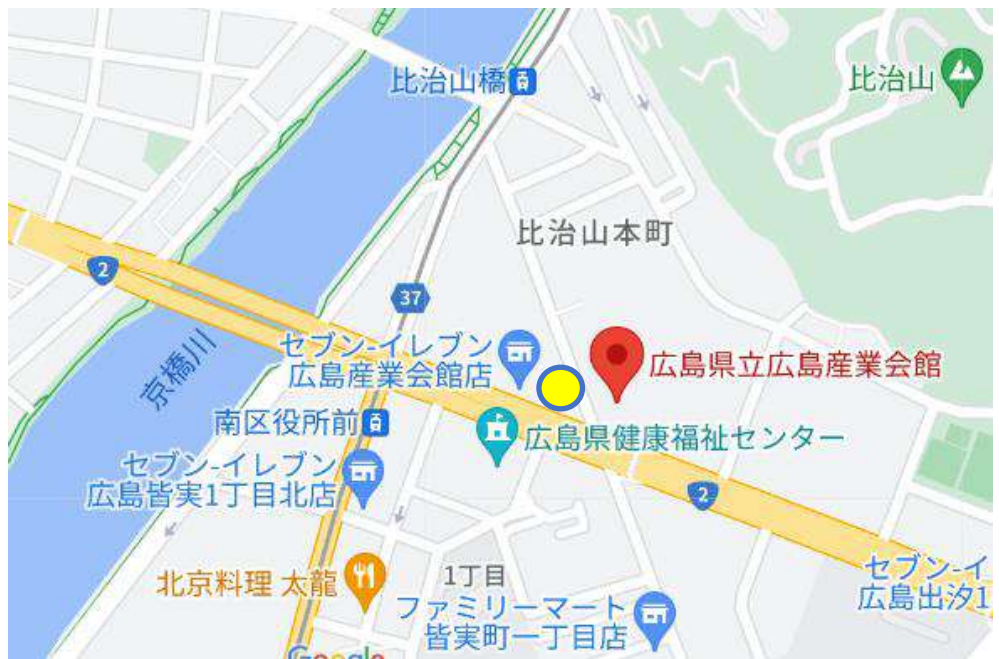 比治山橋
比治山
比治山本町
2
37
セブン-イレブン
広島産業会館店
広島県立広島産業会館
京橋川
南区役所前
広島県健康福祉センター
セブン-イレブン
広島皆実1丁目北店
2
北京料理 太龍
1丁目
セブン-イ
広島出汐1
ファミリーマート
皆実町一丁目店
Google